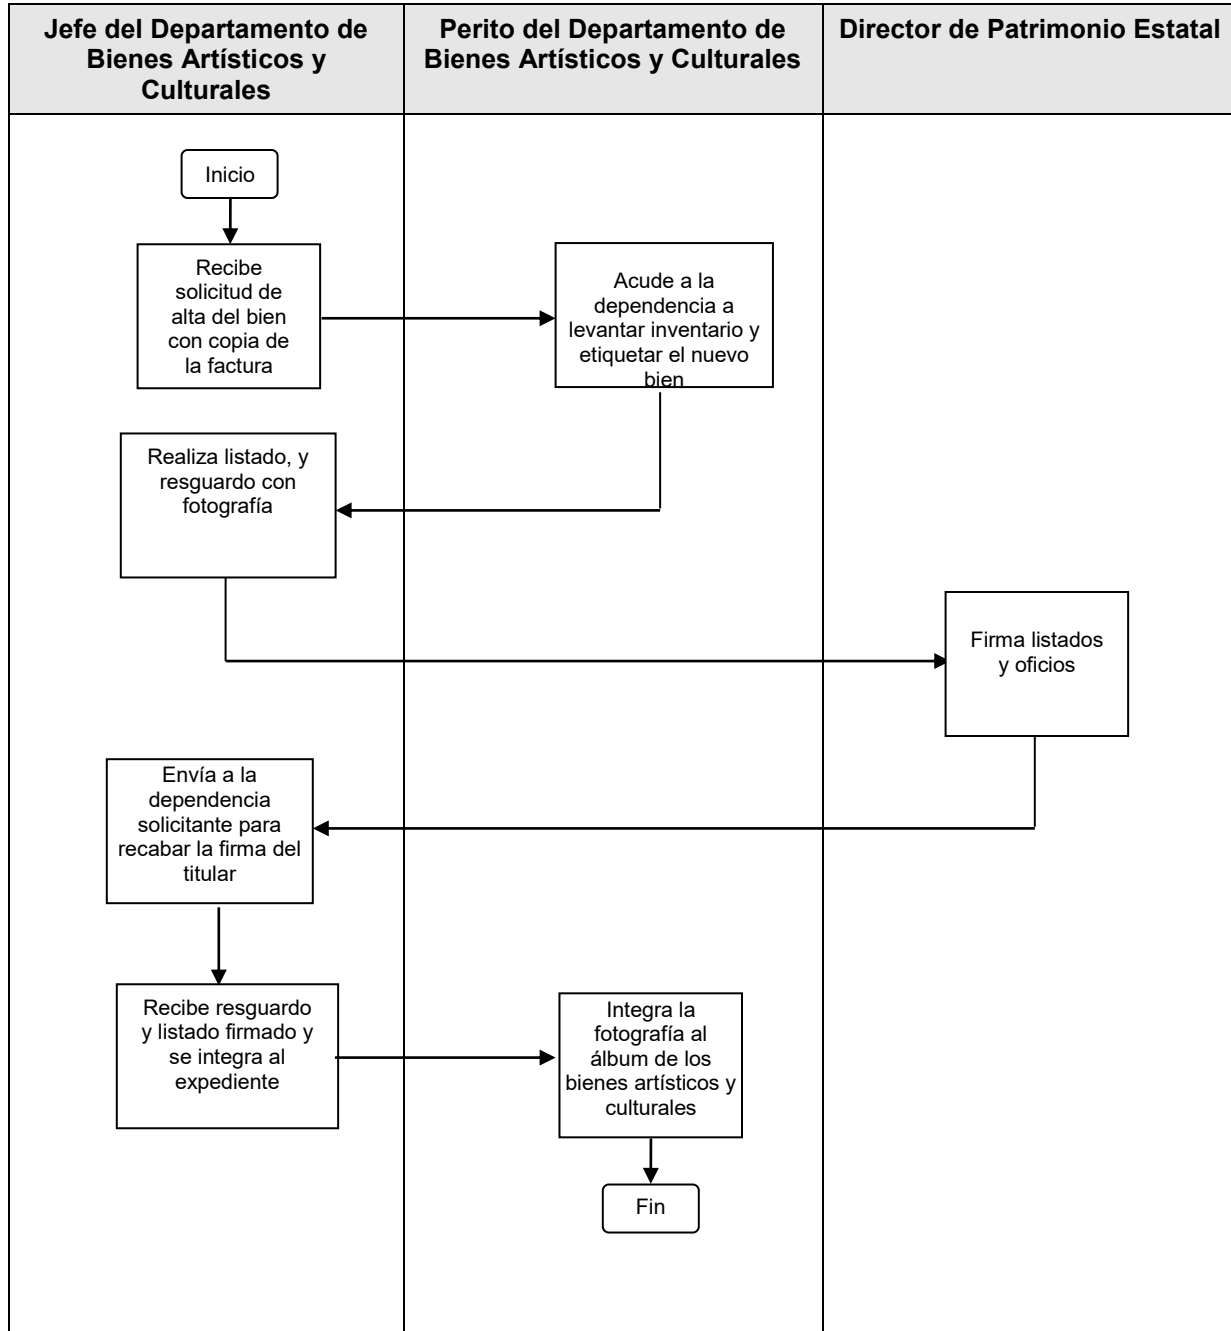 Jefe del Departamento de
Bienes Artísticos y
Culturales
Perito del Departamento de
Bienes Artísticos y Culturales
Director de Patrimonio Estatal
Inicio
Recibe
solicitud de
alta del bien
con copia de
la factura
Acude a la
dependencia a
levantar inventario y
etiquetar el nuevo
bien
Realiza listado, y
resguardo con
fotografía
Firma listados
y oficios
Envía a la
dependencia
solicitante para
recabar la firma del
titular
Recibe resguardo
y listado firmado y
se integra al
expediente
Integra la
fotografía al
álbum de los
bienes artísticos y
culturales
Fin